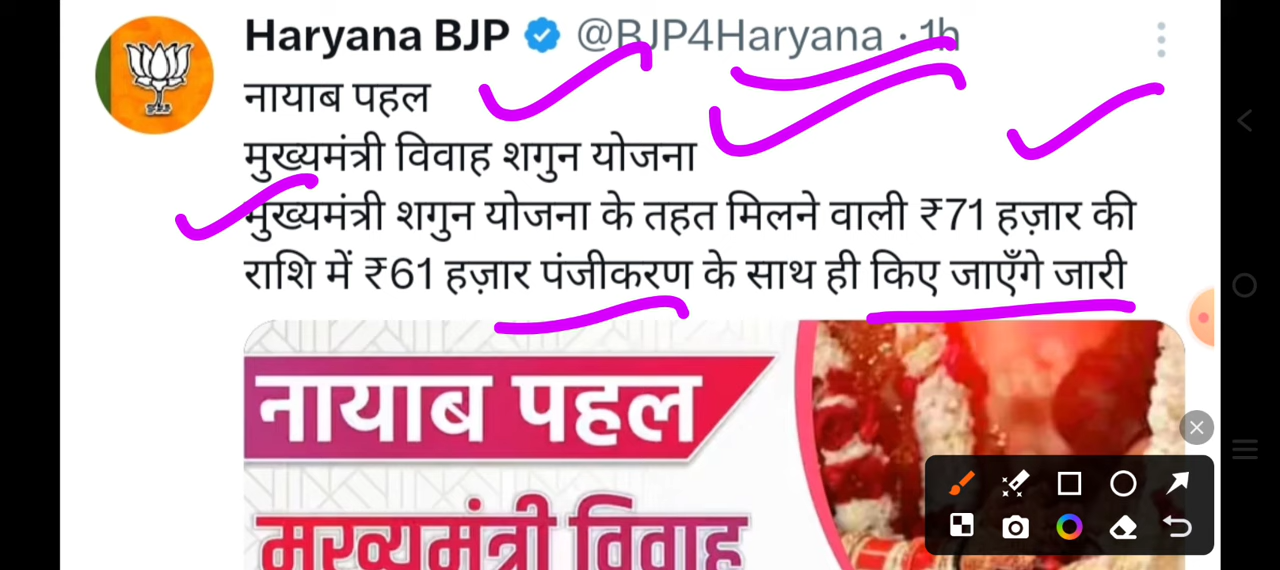 Haryana BJP @BJP4Haryana · 1h
नायाब पहल
मुख्यमंत्री विवाह शगुन योजना
मुख्यमंत्री शगुन योजना के तहत मिलने वाली ₹71 हज़ार की
राशि में ₹61 हज़ार पंजीकरण के साथ ही किए जाएँगे जारी
नायाब पहल
मुख्यमंत्री विवाह